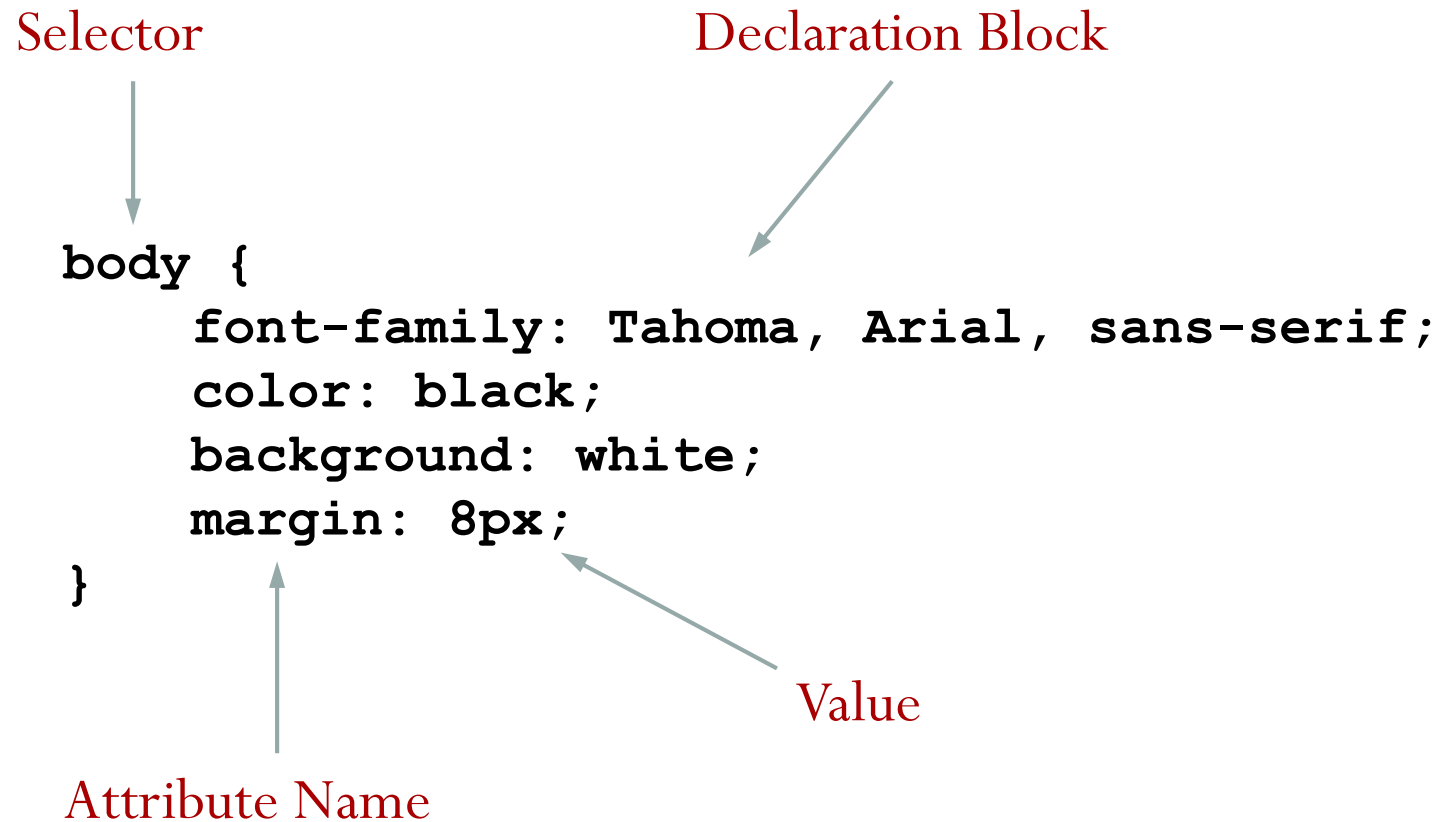 Selector
Declaration Block
body {
font-family: Tahoma, Arial, sans-serif;
color: black;
background: white;
margin: 8px;
}
Value
Attribute Name